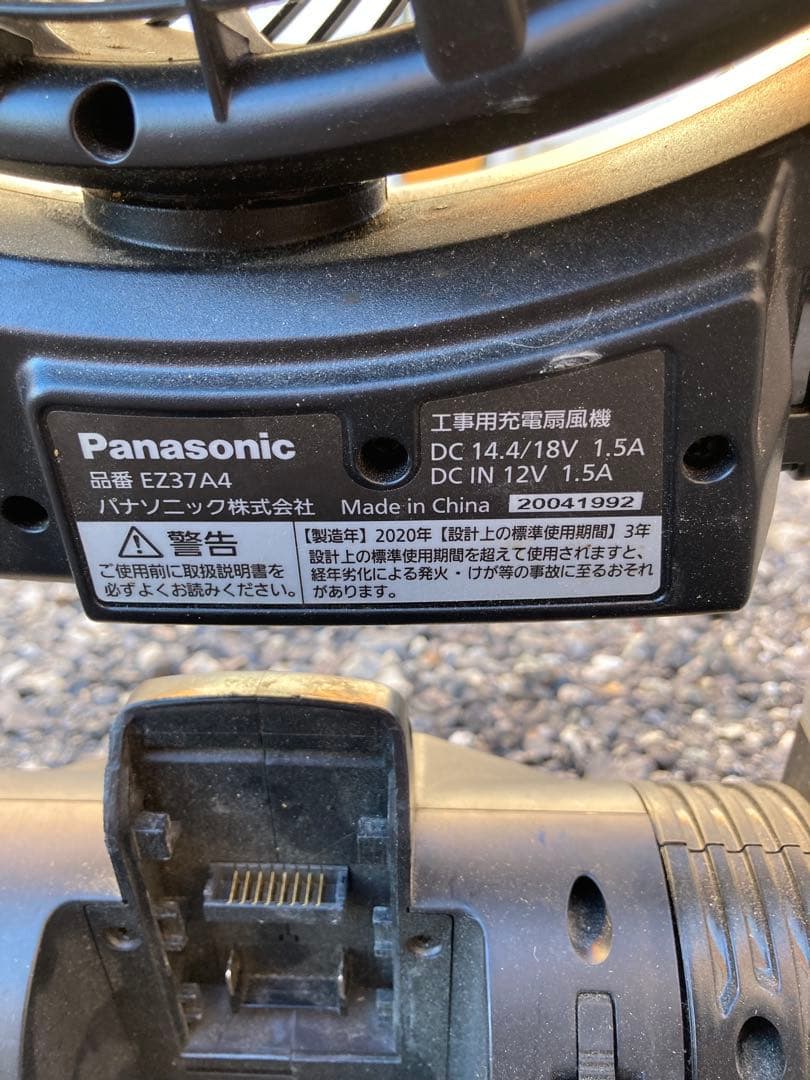 Panasonic
品番 EZ37A4
工事用充電扇風機
DC 14.4/18V 1.5A
DC IN 12V 1.5A
パナソニック株式会社 Made in China 20041992
警告
ご使用前に取扱説明書を
必ずよくお読みください。
【製造年】2020年【設計上の標準使用期間】3年
設計上の標準使用期間を超えて使用されますと、
経年劣化による発火・けが等の事故に至るおそれ
があります。